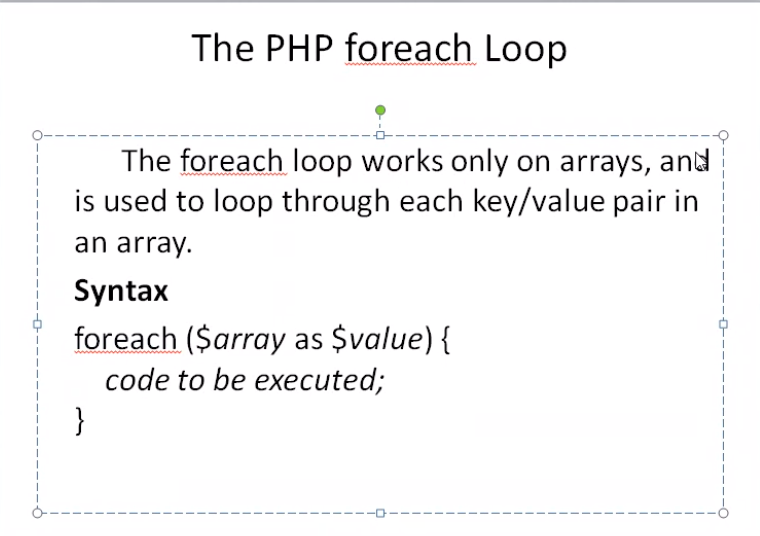 The PHP foreach Loop
The foreach loop works only on arrays, and
is used to loop through each key/value pair in
an array.
Syntax
foreach ($array as $value) {
code to be executed;
}